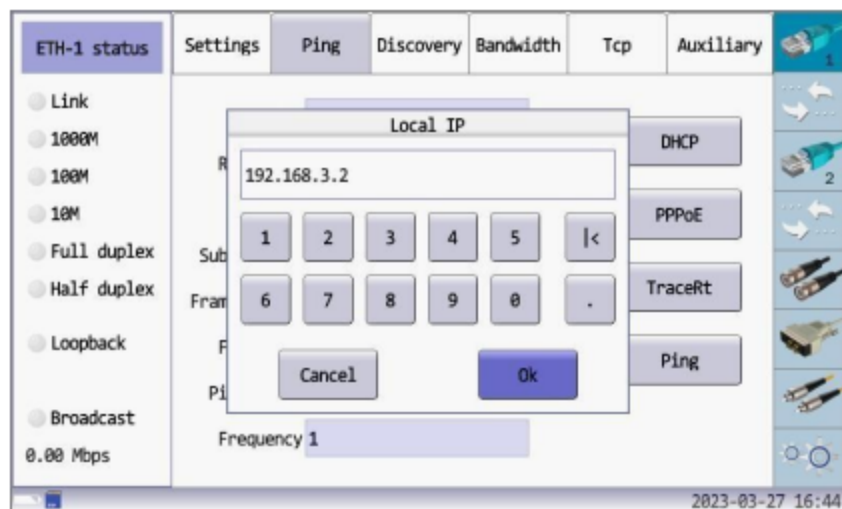 ETH-1 status
Settings
Ping
Discovery
Bandwidth
Tcp
Auxiliary
Link
1000M
100M
10M
Full duplex
Half duplex
Loopback
Broadcast
0.00 Mbps
Local IP
192.168.3.2
1 2 3 4 5 |<
6 7 8 9 0 .
Cancel
Ok
R
Sub
Fram
F
Pi
Frequency 1
DHCP
PPPoE
TraceRt
Ping
1
2
2023-03-27 16:44